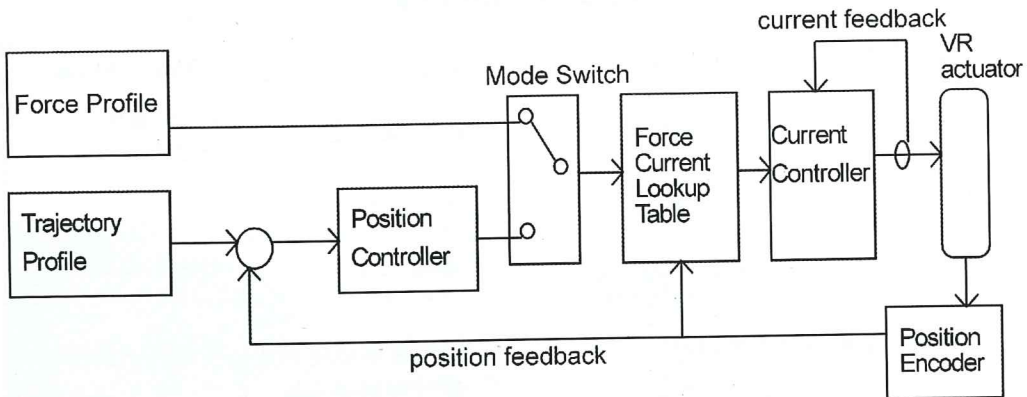 current feedback
VR
actuator
Mode Switch
Force Profile
Force
Current
Lookup
Table
Current
Controller
Trajectory
Profile
Position
Controller
position feedback
Position
Encoder